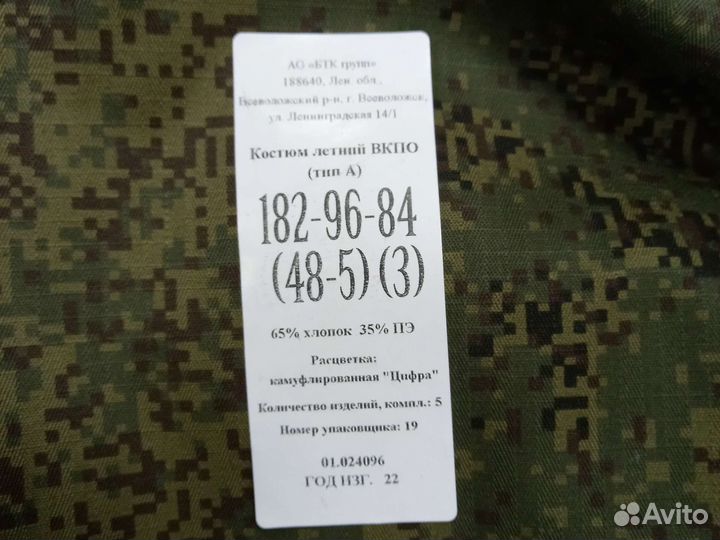 АО «БТК групп»
188640, Лен. обл.,
Всеволожский р-н, г. Всеволожск,
ул. Ленинградская 14/1
Костюм летний ВКПО
(тип А)
182-96-84
(48-5) (3)
65% хлопок 35% ПЭ
Расцветка:
камуфлированная "Цифра"
Количество изделий, компл.: 5
Номер упаковщика: 19
01.024096
ГОД ИЗГ. 22
Avito